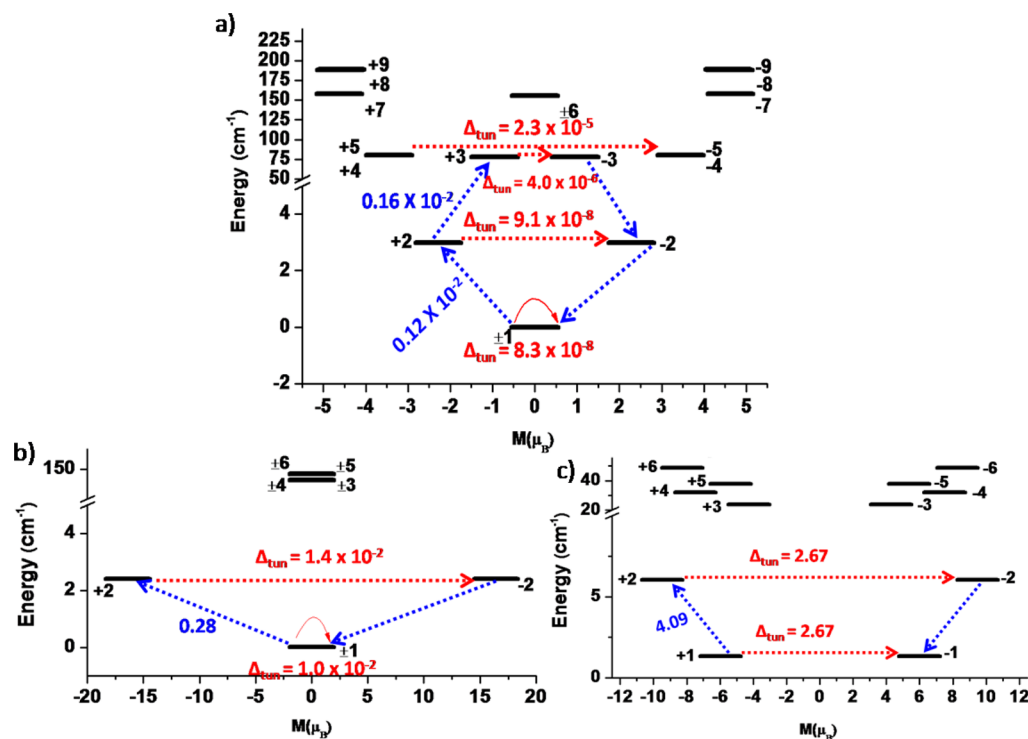 a)
Energy (cm⁻¹)
225
200
175
150
125
100
75
50
4
2
0
-2
+9
+8
+7
-9
-8
-7
±6
Δtun = 2.3 x 10⁻⁵
+5
+4
+3
-3
-5
-4
Δtun = 4.0 x 10⁻⁶
0.16 X 10⁻²
Δtun = 9.1 x 10⁻⁸
+2
-2
0.12 X 10⁻²
±1
Δtun = 8.3 x 10⁻⁸
-5 -4 -3 -2 -1 0 1 2 3 4 5
M(μB)
b)
Energy (cm⁻¹)
150
4
2
0
±6 ±5
±4 ±3
Δtun = 1.4 x 10⁻²
+2
-2
0.28
±1
Δtun = 1.0 x 10⁻²
-20 -15 -10 -5 0 5 10 15 20
M(μB)
c)
Energy (cm⁻¹)
40
20
5
0
+6
-6
+5
-5
+4
-4
+3
-3
Δtun = 2.67
+2
-2
4.09
Δtun = 2.67
+1
-1
-12 -10 -8 -6 -4 -2 0 2 4 6 8 10 12
M(μB)